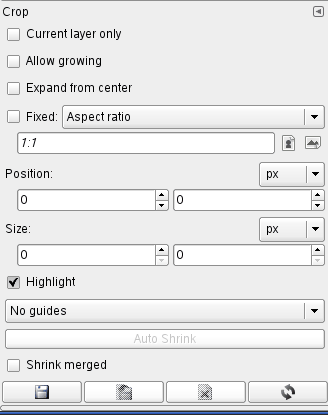 Crop
Current layer only
Allow growing
Expand from center
Fixed: Aspect ratio
1:1
Position: px
0 0
Size: px
0 0
Highlight
No guides
Auto Shrink
Shrink merged